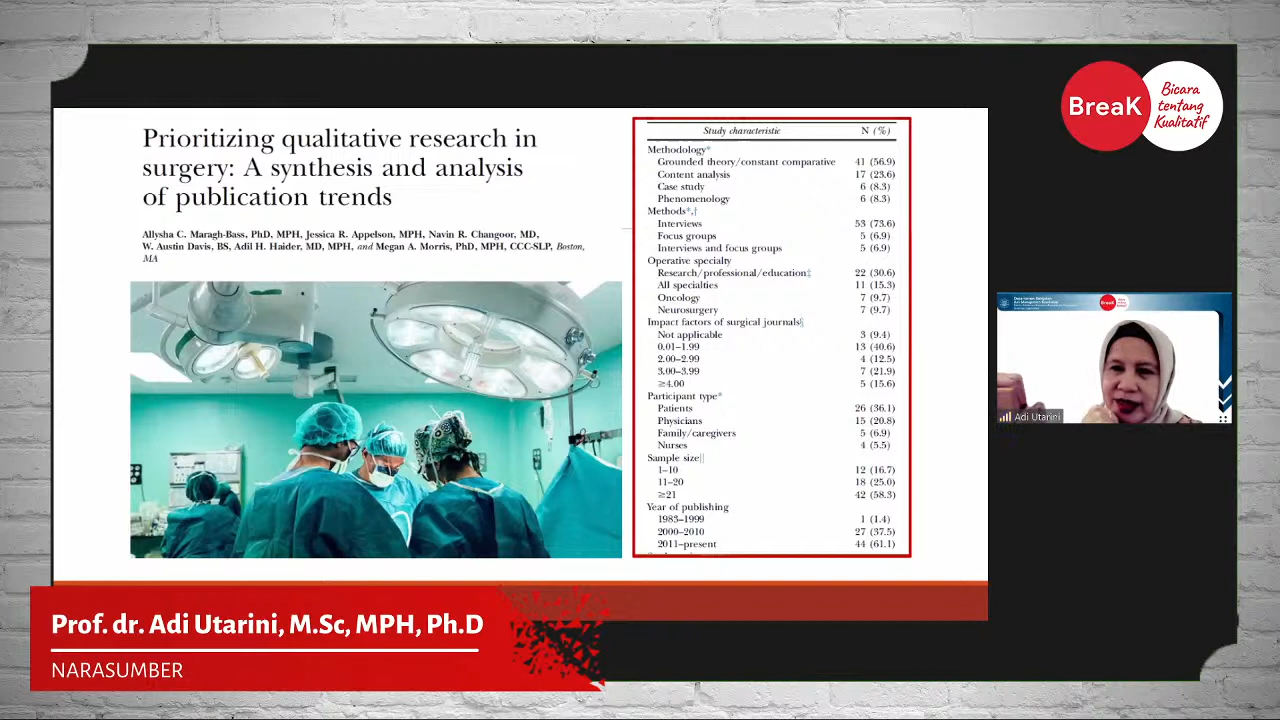 BreaK
Bicara
tentang
Kualitatif
Prioritizing qualitative research in
surgery: A synthesis and analysis
of publication trends
Allysha C. Maragh-Bass, PhD, MPH, Jessica R. Appelson, MPH, Navin R. Changoor, MD,
W. Austin Davis, BS, Adil H. Haider, MD, MPH, and Megan A. Morris, PhD, MPH, CCC-SLP, Boston,
MA
Study characteristic N (%)
Methodology*
Grounded theory/constant comparative 41 (56.9)
Content analysis 17 (23.6)
Case study 6 (8.3)
Phenomenology 6 (8.3)
Methods*,†
Interviews 53 (73.6)
Focus groups 5 (6.9)
Interviews and focus groups 5 (6.9)
Operative specialty
Research/professional/education‡ 22 (30.6)
All specialties 11 (15.3)
Oncology 7 (9.7)
Neurosurgery 7 (9.7)
Impact factors of surgical journals§
Not applicable 3 (9.4)
0.01–1.99 13 (40.6)
2.00–2.99 4 (12.5)
3.00–3.99 7 (21.9)
≥4.00 5 (15.6)
Participant type*
Patients 26 (36.1)
Physicians 15 (20.8)
Family/caregivers 5 (6.9)
Nurses 4 (5.5)
Sample size||
1–10 12 (16.7)
11–20 18 (25.0)
≥21 42 (58.3)
Year of publishing
1983–1999 1 (1.4)
2000–2010 27 (37.5)
2011–present 44 (61.1)
BreaK
Adi Utarini
Prof. dr. Adi Utarini, M.Sc, MPH, Ph.D
NARASUMBER